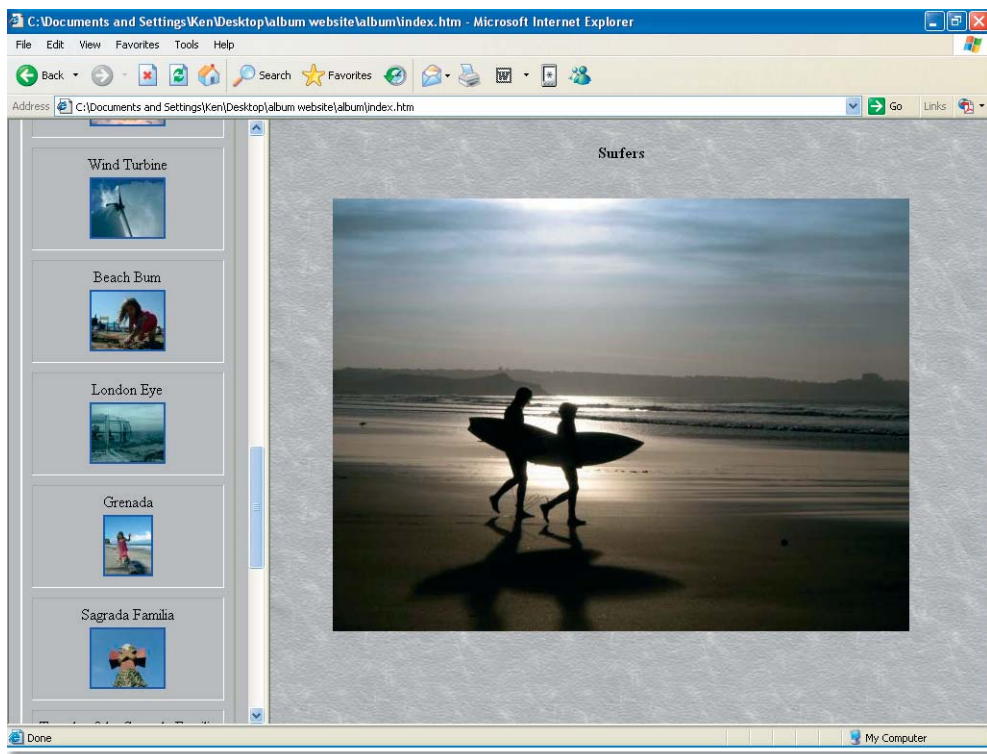 C:\Documents and Settings\Ken\Desktop\album website\album\index.htm - Microsoft Internet Explorer
File Edit View Favorites Tools Help
Back Search Favorites
Address C:\Documents and Settings\Ken\Desktop\album website\album\index.htm Go Links
Wind Turbine
Beach Bum
London Eye
Grenada
Sagrada Familia
Surfers
Done My Computer